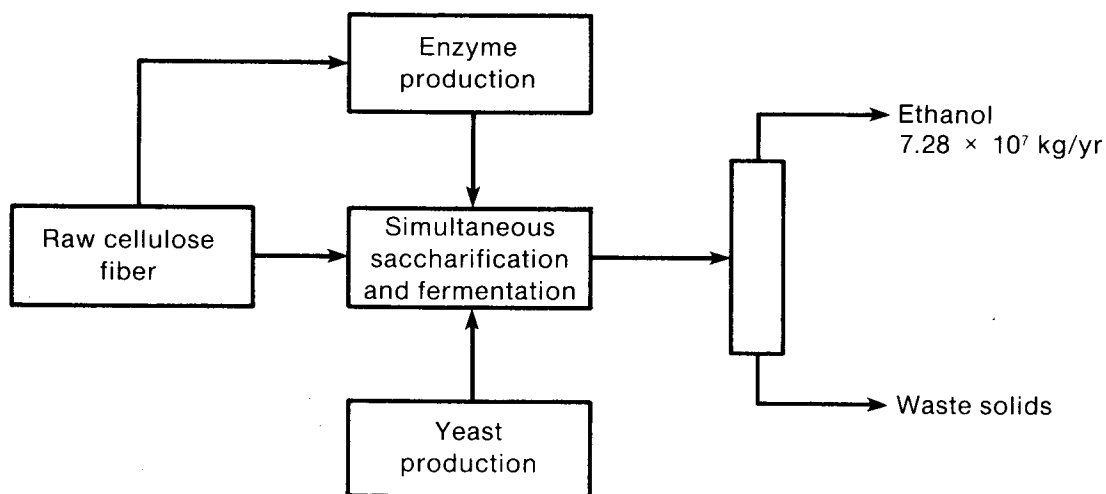 Enzyme
production
Ethanol
7.28 × 10⁷ kg/yr
Raw cellulose
fiber
Simultaneous
saccharification
and fermentation
Waste solids
Yeast
production